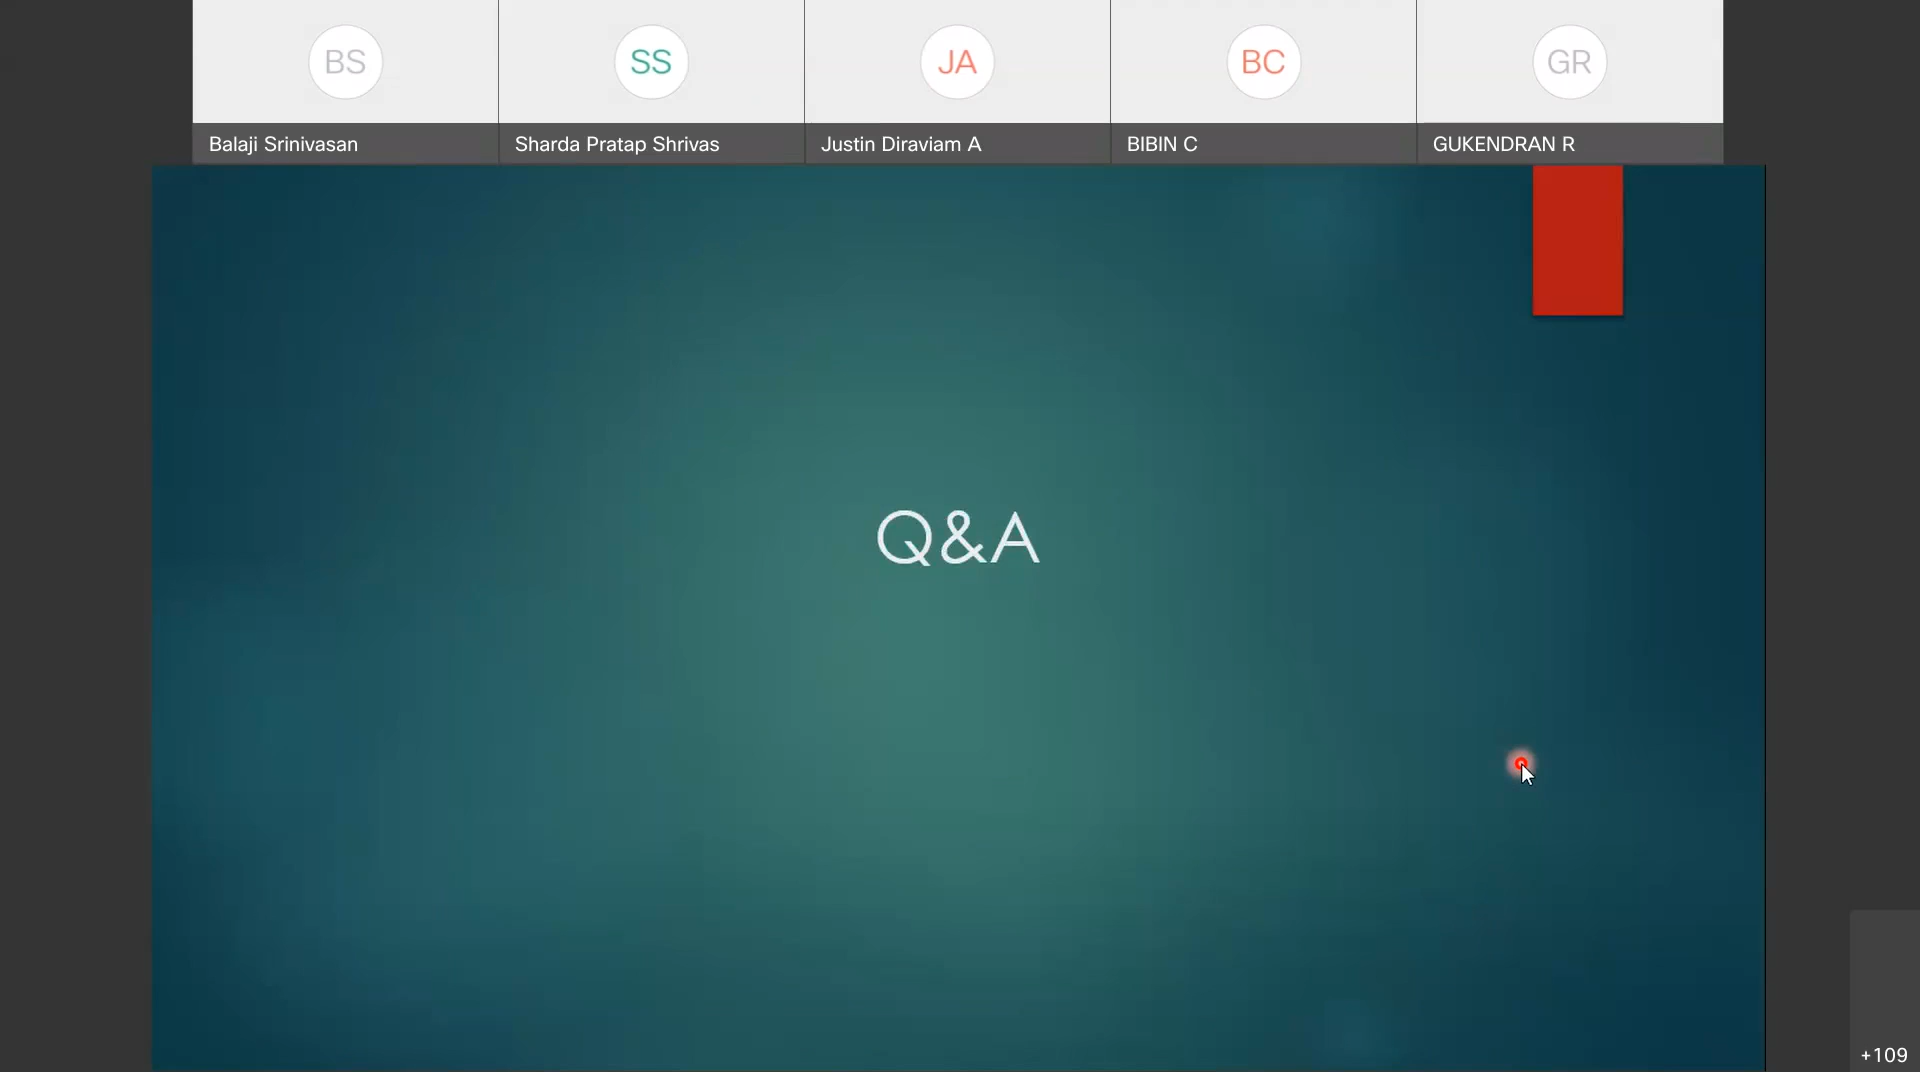 BS
SS
JA
BC
GR
Balaji Srinivasan
Sharda Pratap Shrivas
Justin Diraviam A
BIBIN C
GUKENDRAN R
Q&A
+109